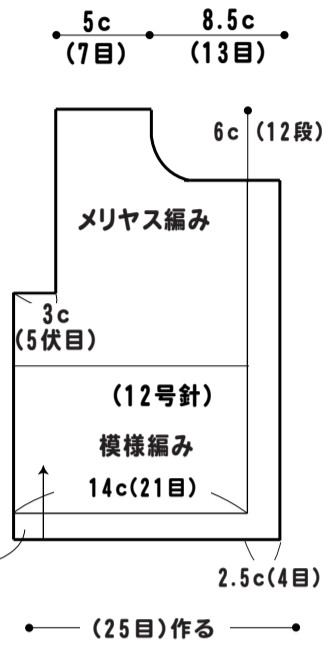 5c 8.5c
(7目) (13目)
6c (12段)
メリヤス編み
3c
(5伏目)
(12号針)
模様編み
14c(21目)
2.5c(4目)
(25目)作る